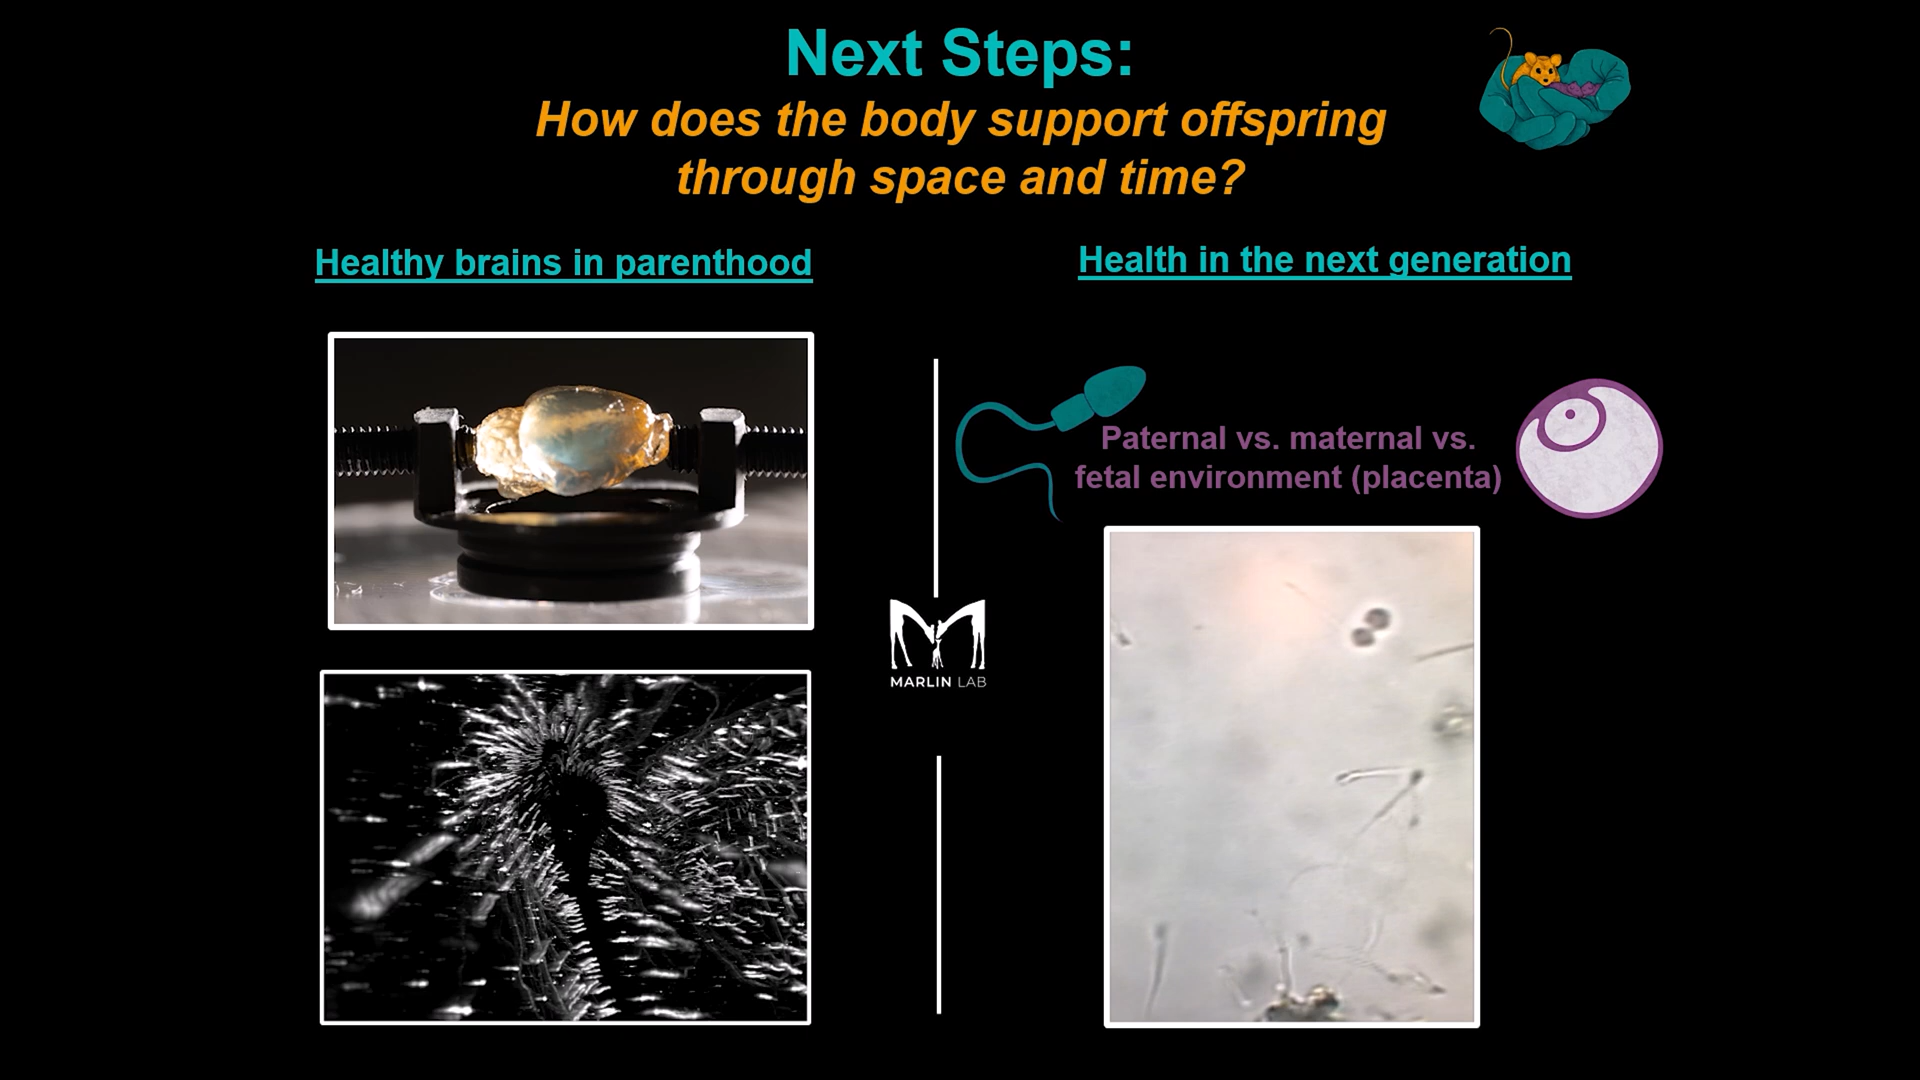 Next Steps:
How does the body support offspring
through space and time?
Healthy brains in parenthood
Health in the next generation
Paternal vs. maternal vs.
fetal environment (placenta)
MARLIN LAB